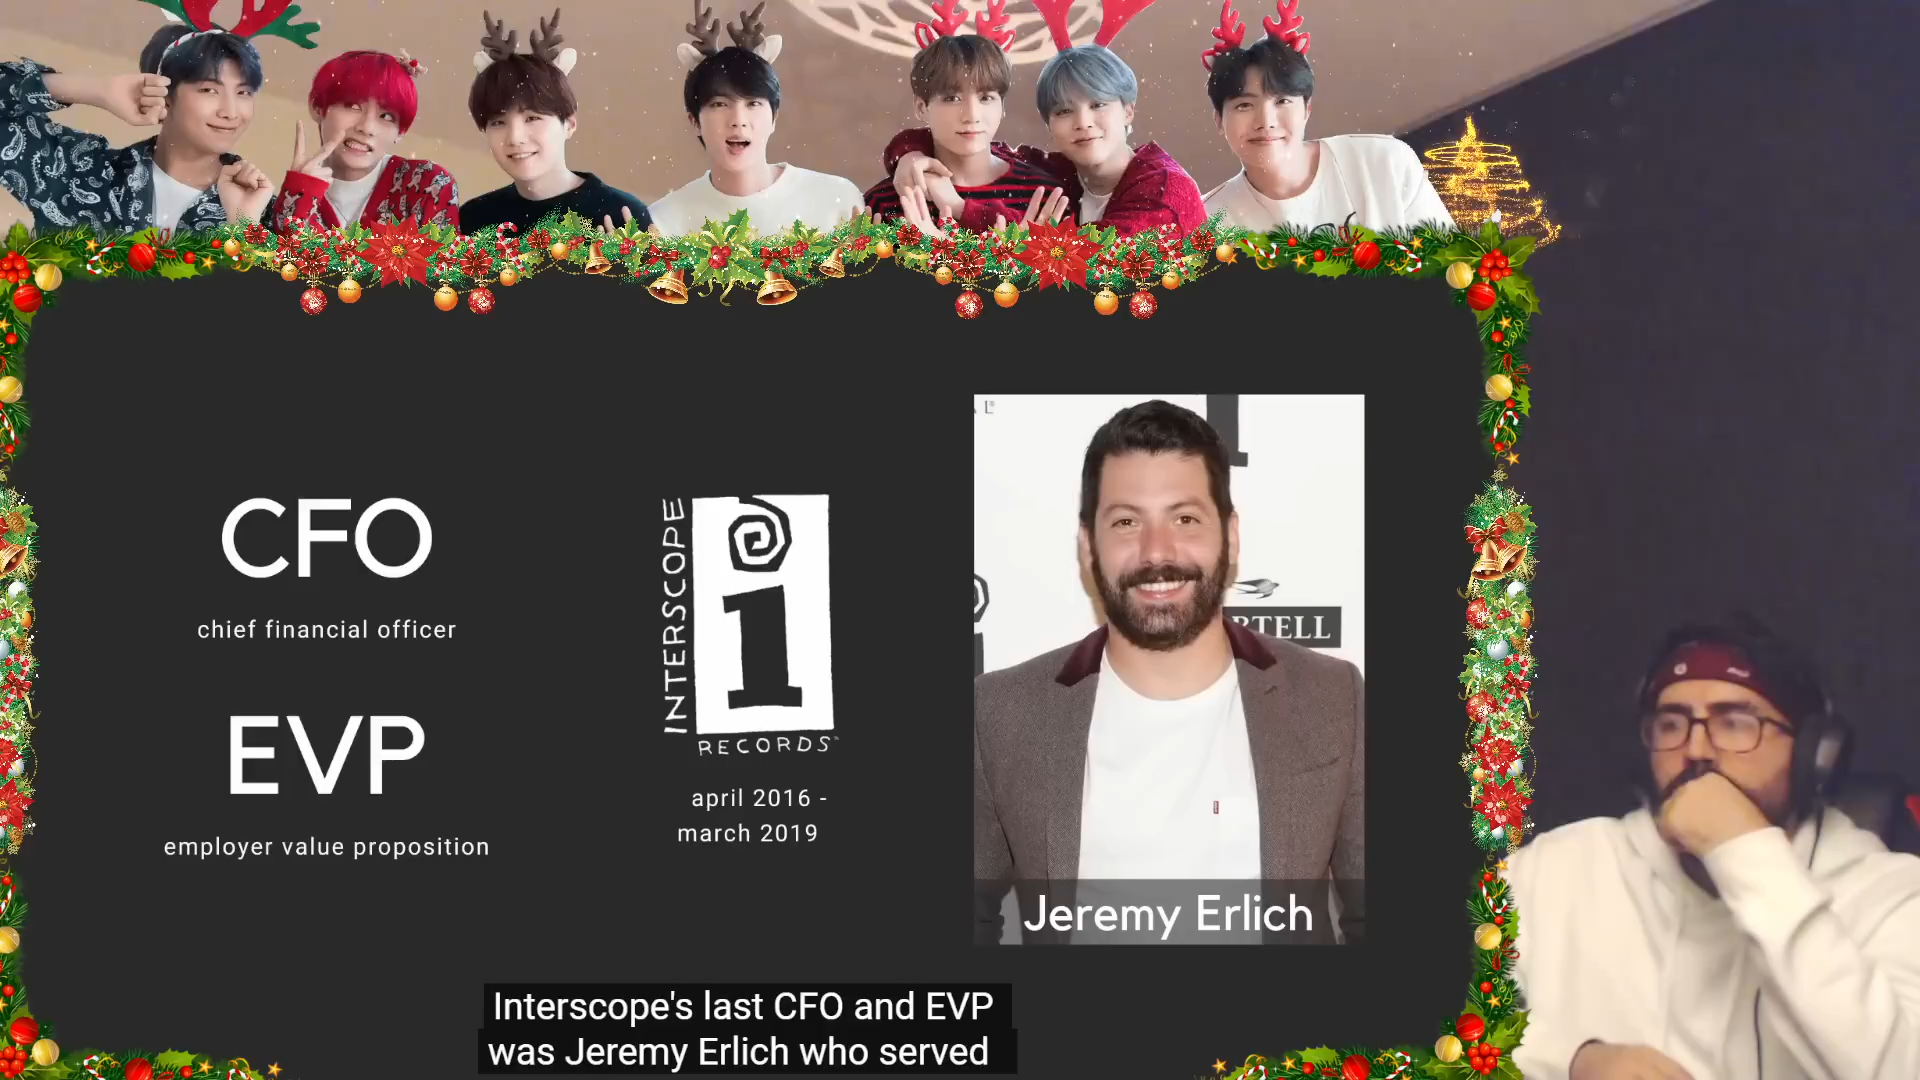 CFO
chief financial officer
EVP
employer value proposition
INTERSCOPE
RECORDS
april 2016 -
march 2019
RTELL
Jeremy Erlich
Interscope's last CFO and EVP
was Jeremy Erlich who served